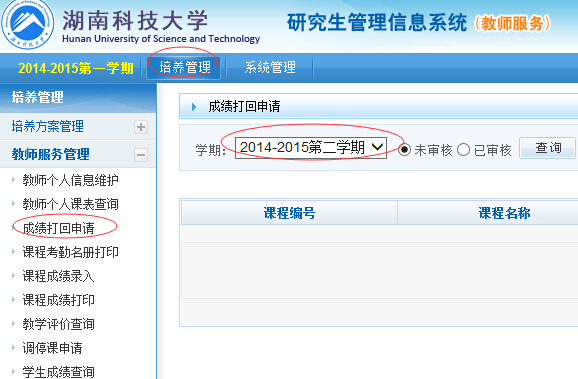 湖南科技大学
Hunan University of Science and Technology
研究生管理信息系统（教师服务）
2014-2015第一学期 培养管理 系统管理
培养管理
培养方案管理
教师服务管理
教师个人信息维护
教师个人课表查询
成绩打回申请
课程考勤名册打印
课程成绩录入
课程成绩打印
教学评价查询
调停课申请
学生成绩查询
成绩打回申请
学期： 2014-2015第二学期 未审核 已审核 查询
课程编号 课程名称